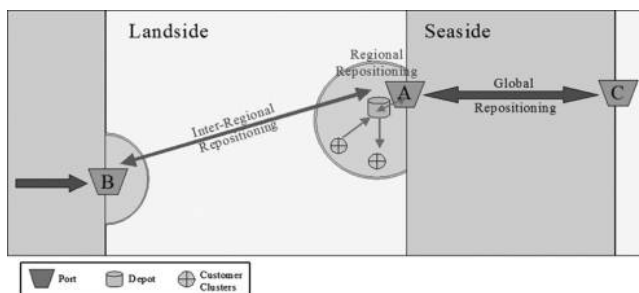 Landside
Seaside
Regional
Repositioning
A
Global
C
Repositioning
Inter-Regional
Repositioning
B
Port
Depot
Customer
Clusters